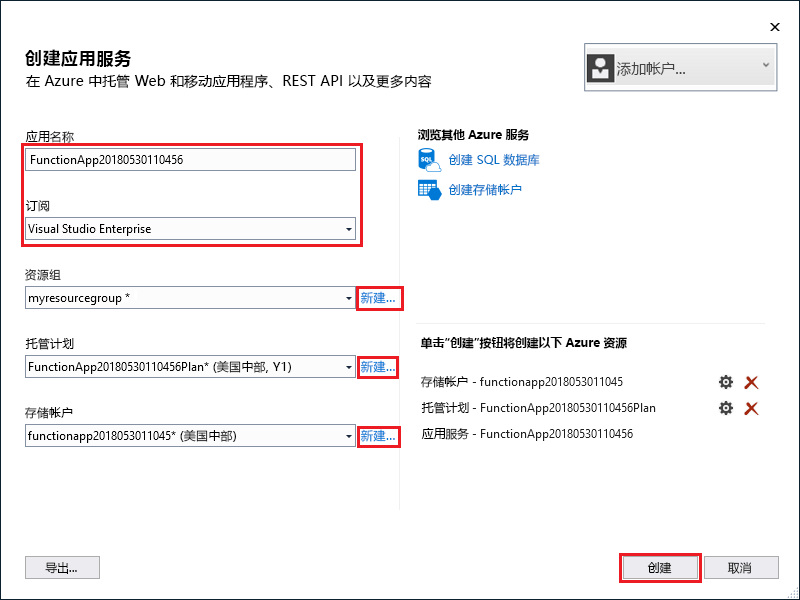 创建应用服务
在 Azure 中托管 Web 和移动应用程序、REST API 以及更多内容
添加帐户...
应用名称
FunctionApp20180530110456
订阅
Visual Studio Enterprise
资源组
myresourcegroup *
新建...
托管计划
FunctionApp20180530110456Plan* (美国中部, Y1)
新建...
存储帐户
functionapp2018053011045* (美国中部)
新建...
浏览其他 Azure 服务
SQL
创建 SQL 数据库
创建存储帐户
单击“创建”按钮将创建以下 Azure 资源
存储帐户 - functionapp2018053011045
托管计划 - FunctionApp20180530110456Plan
应用服务 - FunctionApp20180530110456
导出...
创建
取消